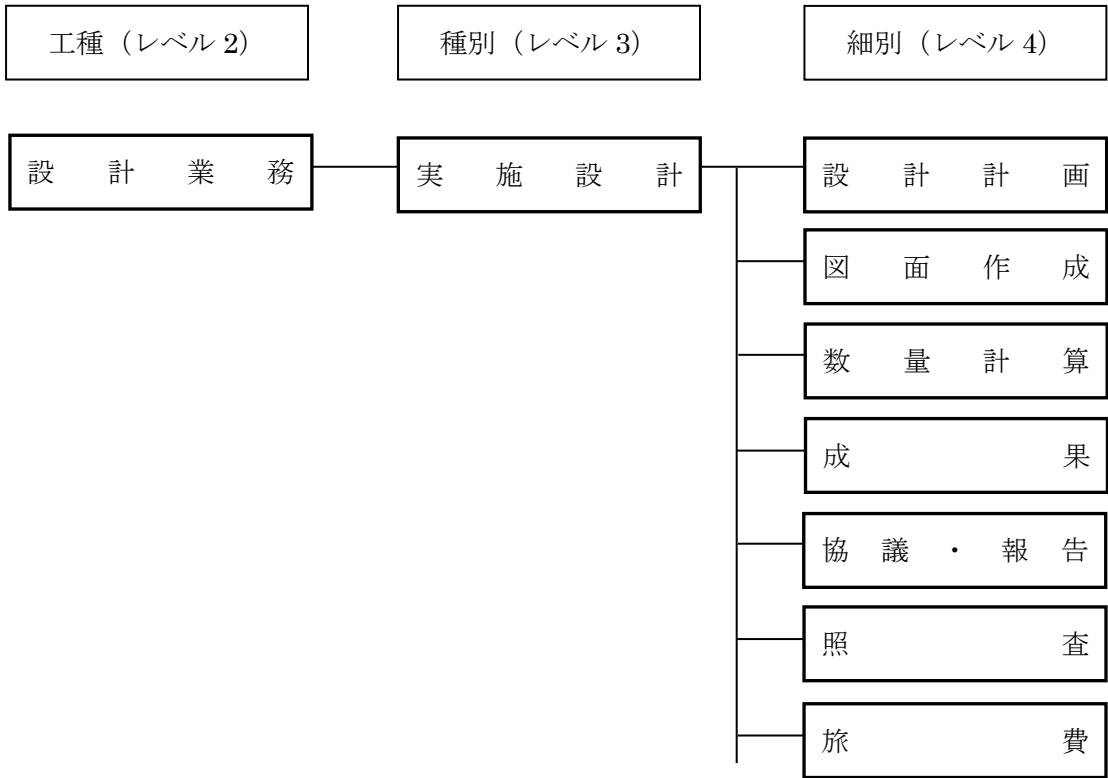 工種（レベル 2）
種別（レベル 3）
細別（レベル 4）
設計業務
実施設計
設計計画
図面作成
数量計算
成果
協議・報告
照査
旅費